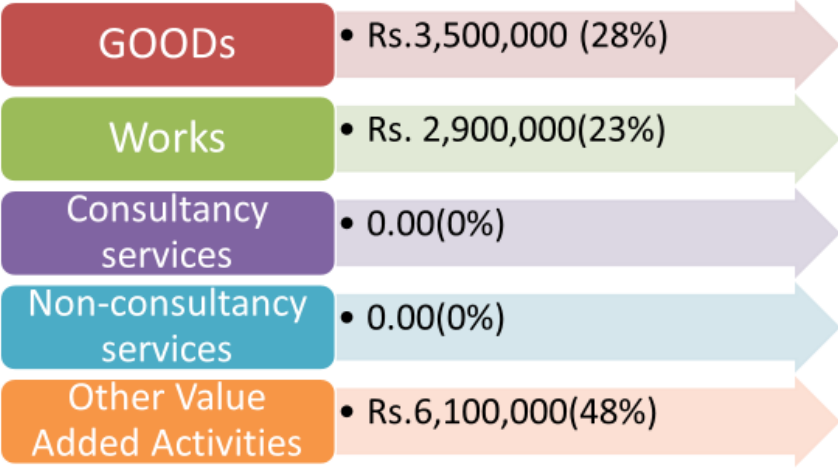 GOODs
• Rs.3,500,000 (28%)
Works
• Rs. 2,900,000(23%)
Consultancy
services
• 0.00(0%)
Non-consultancy
services
• 0.00(0%)
Other Value
Added Activities
• Rs.6,100,000(48%)